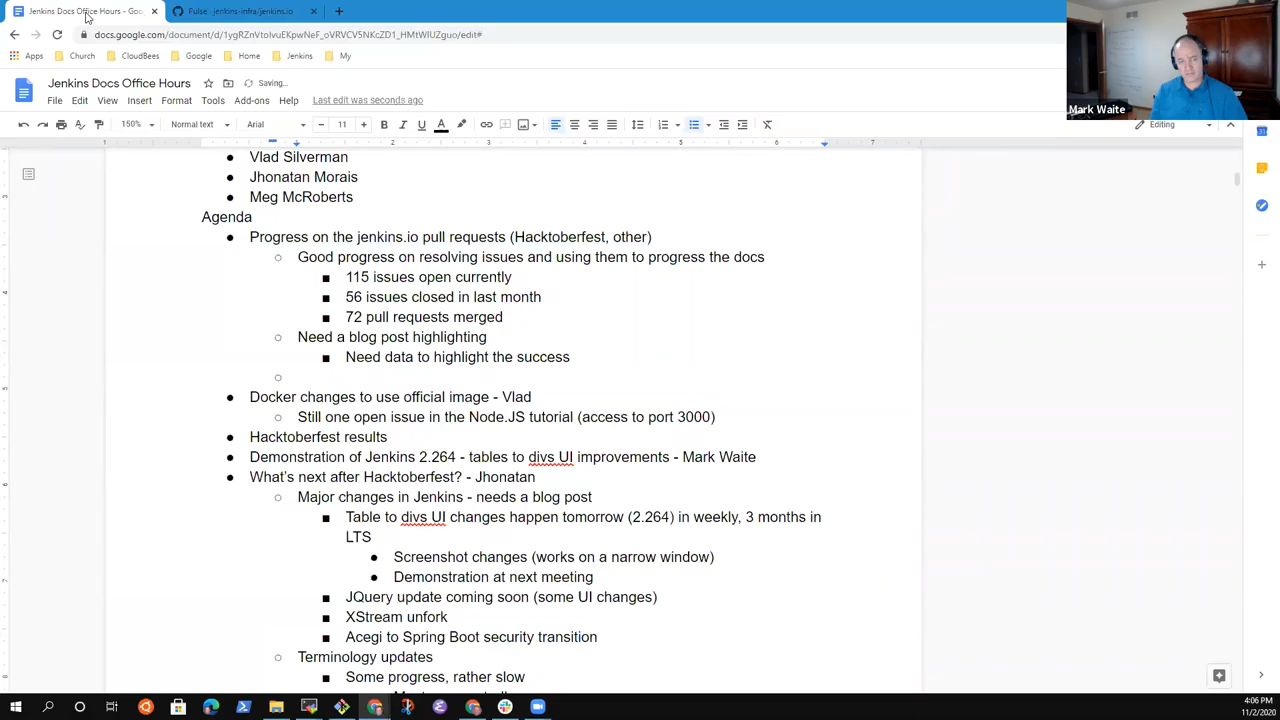 Jenkins Docs Office Hours - Goo
Pulse · jenkins-infra/jenkins.io
docs.google.com/document/d/1ygRZnVtoIvuEKpwNeF_oVRVCV5NKcZD1_HMtWIUZguo/edit#
Apps
Church
CloudBees
Google
Home
Jenkins
My
Jenkins Docs Office Hours
Saving...
File
Edit
View
Insert
Format
Tools
Add-ons
Help
Last edit was seconds ago
Mark Waite
150%
Normal text
Arial
11
Editing
1
2
3
4
5
6
7
Vlad Silverman
Jhonatan Morais
Meg McRoberts
Agenda
Progress on the jenkins.io pull requests (Hacktoberfest, other)
Good progress on resolving issues and using them to progress the docs
115 issues open currently
56 issues closed in last month
72 pull requests merged
Need a blog post highlighting
Need data to highlight the success
Docker changes to use official image - Vlad
Still one open issue in the Node.JS tutorial (access to port 3000)
Hacktoberfest results
Demonstration of Jenkins 2.264 - tables to divs UI improvements - Mark Waite
What's next after Hacktoberfest? - Jhonatan
Major changes in Jenkins - needs a blog post
Table to divs UI changes happen tomorrow (2.264) in weekly, 3 months in
LTS
Screenshot changes (works on a narrow window)
Demonstration at next meeting
JQuery update coming soon (some UI changes)
XStream unfork
Acegi to Spring Boot security transition
Terminology updates
Some progress, rather slow
4:06 PM
11/2/2020